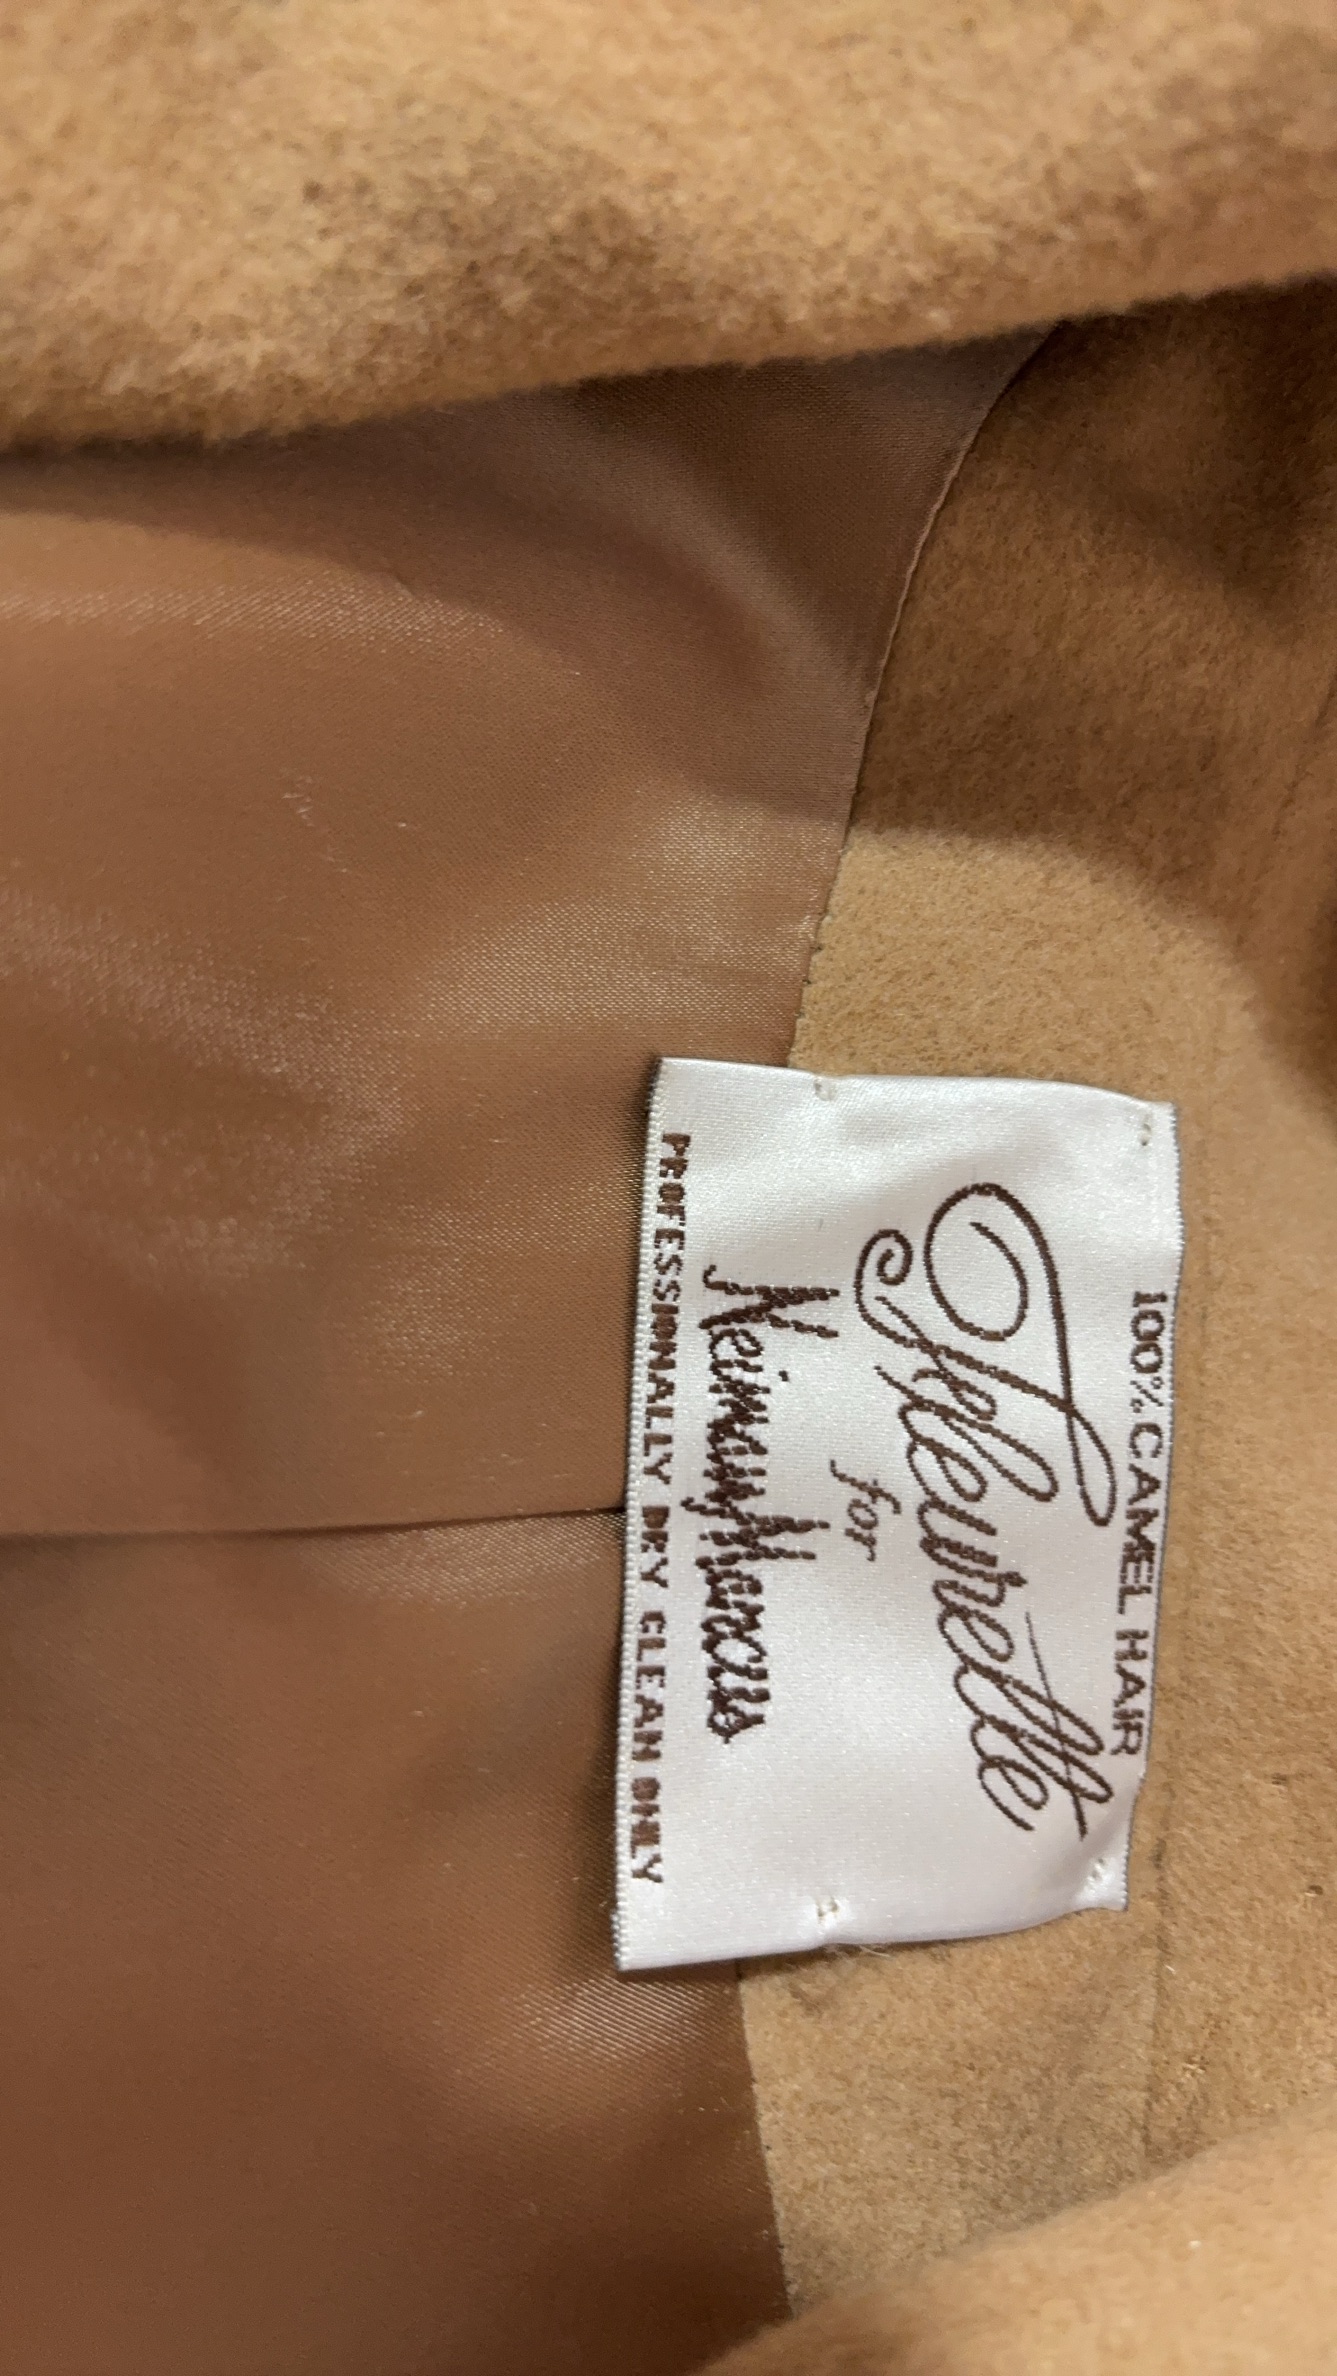 100% CAMEL HAIR
Fleurette
for
Neiman Marcus
PROFESSIONALLY DRY CLEAN ONLY